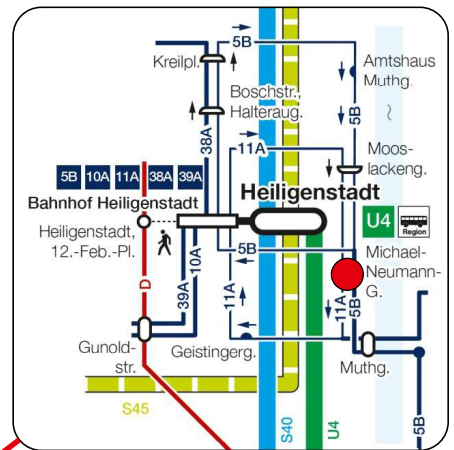 5B
Kreilpl.
Amtshaus
Muthg.
Boschstr.,
Halteraug.
5B
38A
11A
Moos-
lackeng.
5B 10A 11A 38A 39A
Heiligenstadt
Bahnhof Heiligenstadt
U4
Region
Heiligenstadt,
12.-Feb.-Pl.
5B
Michael-
Neumann-
G.
10A
39A
D
11A
11A
5B
Gunold-
str.
Geistingerg.
Muthg.
S45
S40
U4
5B